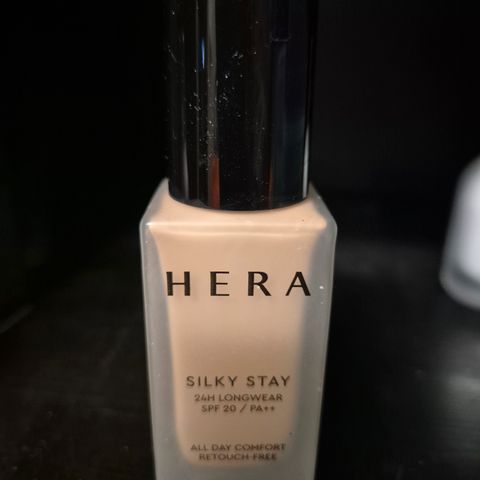 HERA
SILKY STAY
24H LONGWEAR
SPF 20 / PA++
ALL DAY COMFORT
RETOUCH-FREE